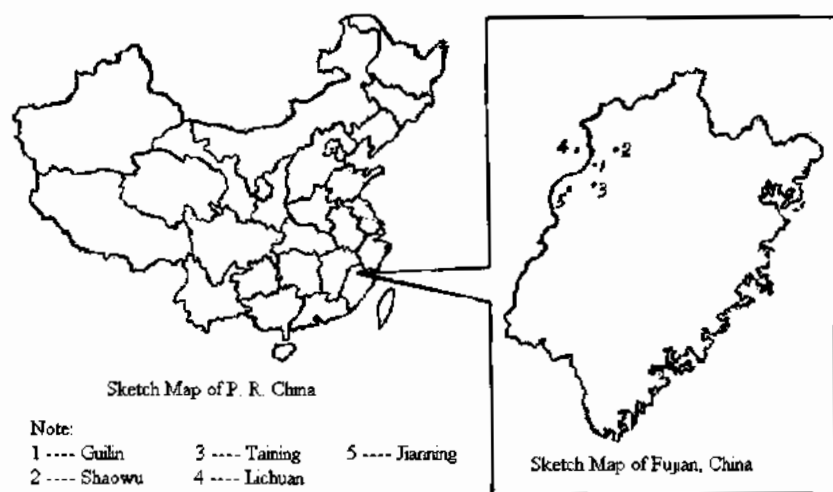 4
2
1
3
5
Sketch Map of P. R. China
Note:
1 ---- Guilin 3 ---- Taining 5 ---- Jianning
2 ---- Shaowu 4 ---- Lichuan
Sketch Map of Fujian, China